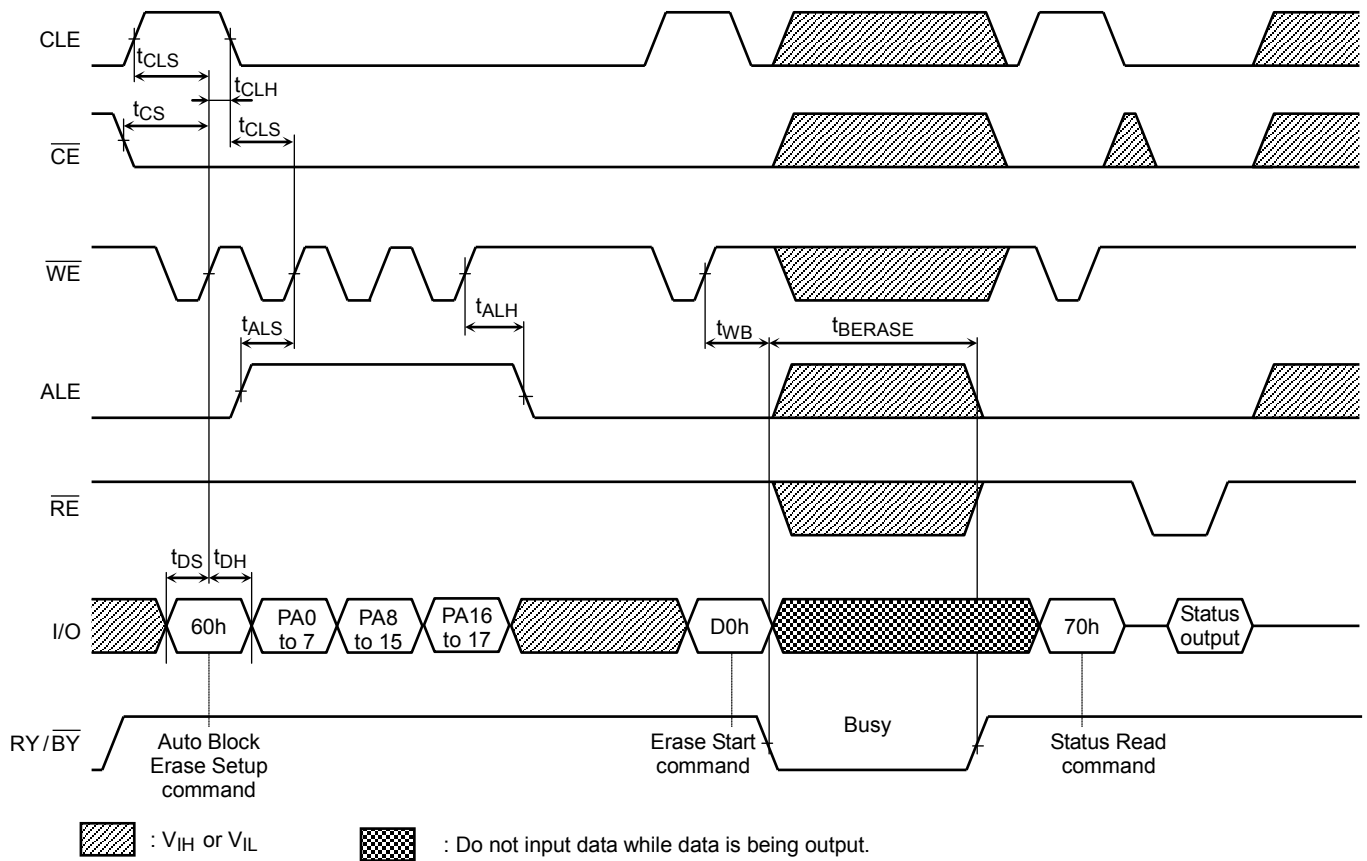 CLE
tCLS
tCLH
tCS
tCLS
CE
WE
tALS
tALH
tWB
tBERASE
ALE
RE
tDS
tDH
I/O
60h
PA0
to 7
PA8
to 15
PA16
to 17
D0h
70h
Status
output
RY/BY
Busy
Auto Block
Erase Setup
command
Erase Start
command
Status Read
command
: VIH or VIL
: Do not input data while data is being output.